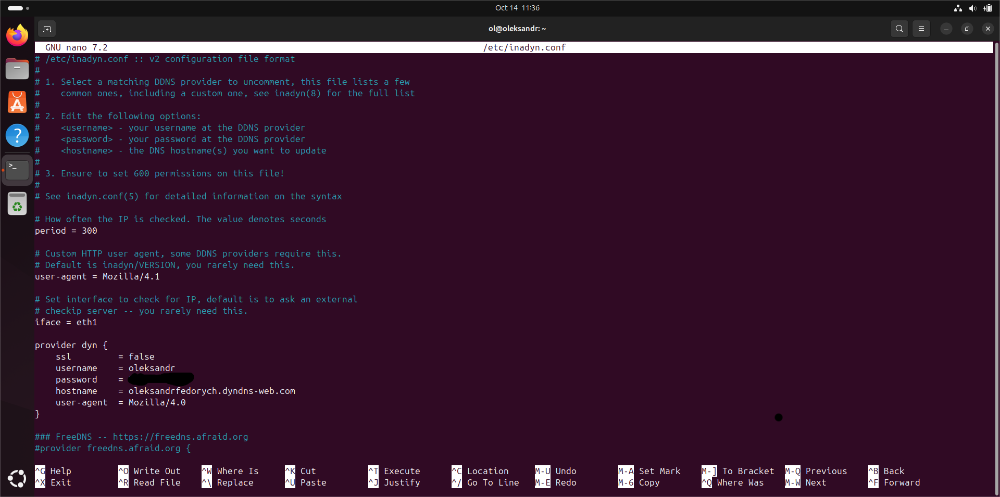 Oct 14 11:36
ol@oleksandr: ~
GNU nano 7.2 /etc/inadyn.conf
# /etc/inadyn.conf :: v2 configuration file format
#
# 1. Select a matching DDNS provider to uncomment, this file lists a few
#    common ones, including a custom one, see inadyn(8) for the full list
#
# 2. Edit the following options:
#    <username> - your username at the DDNS provider
#    <password> - your password at the DDNS provider
#    <hostname> - the DNS hostname(s) you want to update
#
# 3. Ensure to set 600 permissions on this file!
#
# See inadyn.conf(5) for detailed information on the syntax
# How often the IP is checked. The value denotes seconds
period = 300
# Custom HTTP user agent, some DDNS providers require this.
# Default is inadyn/VERSION, you rarely need this.
user-agent = Mozilla/4.1
# Set interface to check for IP, default is to ask an external
# checkip server -- you rarely need this.
iface = eth1
provider dyn {
    ssl         = false
    username    = oleksandr
    password    =
    hostname    = oleksandrfedorych.dyndns-web.com
    user-agent  = Mozilla/4.0
}
### FreeDNS -- https://freedns.afraid.org
#provider freedns.afraid.org {
^G Help ^O Write Out ^W Where Is ^K Cut ^T Execute ^C Location M-U Undo M-A Set Mark M-] To Bracket M-Q Previous ^B Back
^X Exit ^R Read File ^\ Replace ^U Paste ^J Justify ^/ Go To Line M-E Redo M-6 Copy ^Q Where Was M-W Next ^F Forward